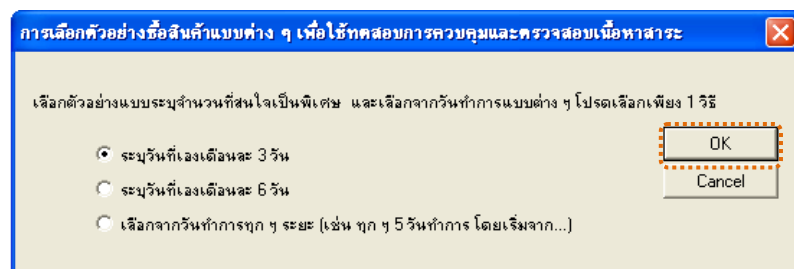 การเลือกตัวอย่างซื้อสินค้าแบบต่าง ๆ เพื่อใช้ทดสอบการควบคุมและตรวจสอบเนื้อหาสาระ
เลือกตัวอย่างแบบระบุจำนวนที่สนใจเป็นพิเศษ และเลือกจากวันทำการแบบต่าง ๆ โปรดเลือกเพียง 1 วิธี
ระบุวันที่เองเดือนละ 3 วัน
ระบุวันที่เองเดือนละ 6 วัน
เลือกจากวันทำการทุก ๆ ระยะ (เช่น ทุก ๆ 5 วันทำการ โดยเริ่มจาก...)
OK
Cancel